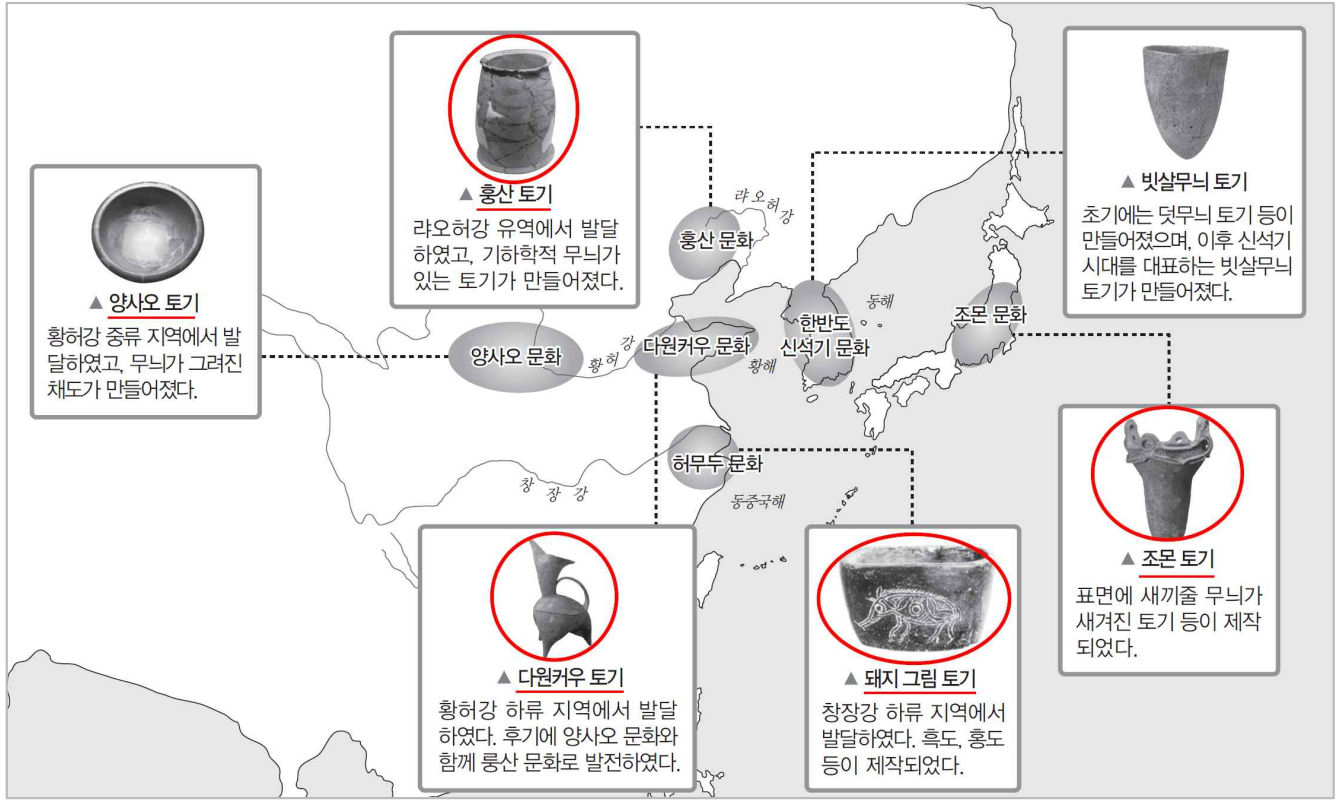 ▲ 훙산 토기
랴오허강 유역에서 발달
하였고, 기하학적 무늬가
있는 토기가 만들어졌다.
▲ 빗살무늬 토기
초기에는 덧무늬 토기 등이
만들어졌으며, 이후 신석기
시대를 대표하는 빗살무늬
토기가 만들어졌다.
▲ 양사오 토기
황허강 중류 지역에서 발
달하였고, 무늬가 그려진
채도가 만들어졌다.
랴오허강
훙산 문화
양사오 문화
황허강
다원커우 문화
황해
한반도
신석기 문화
동해
조몬 문화
허무두 문화
창장강
동중국해
▲ 다원커우 토기
황허강 하류 지역에서 발달
하였다. 후기에 양사오 문화와
함께 룽산 문화로 발전하였다.
▲ 돼지 그림 토기
창장강 하류 지역에서
발달하였다. 흑도, 홍도
등이 제작되었다.
▲ 조몬 토기
표면에 새끼줄 무늬가
새겨진 토기 등이 제작
되었다.